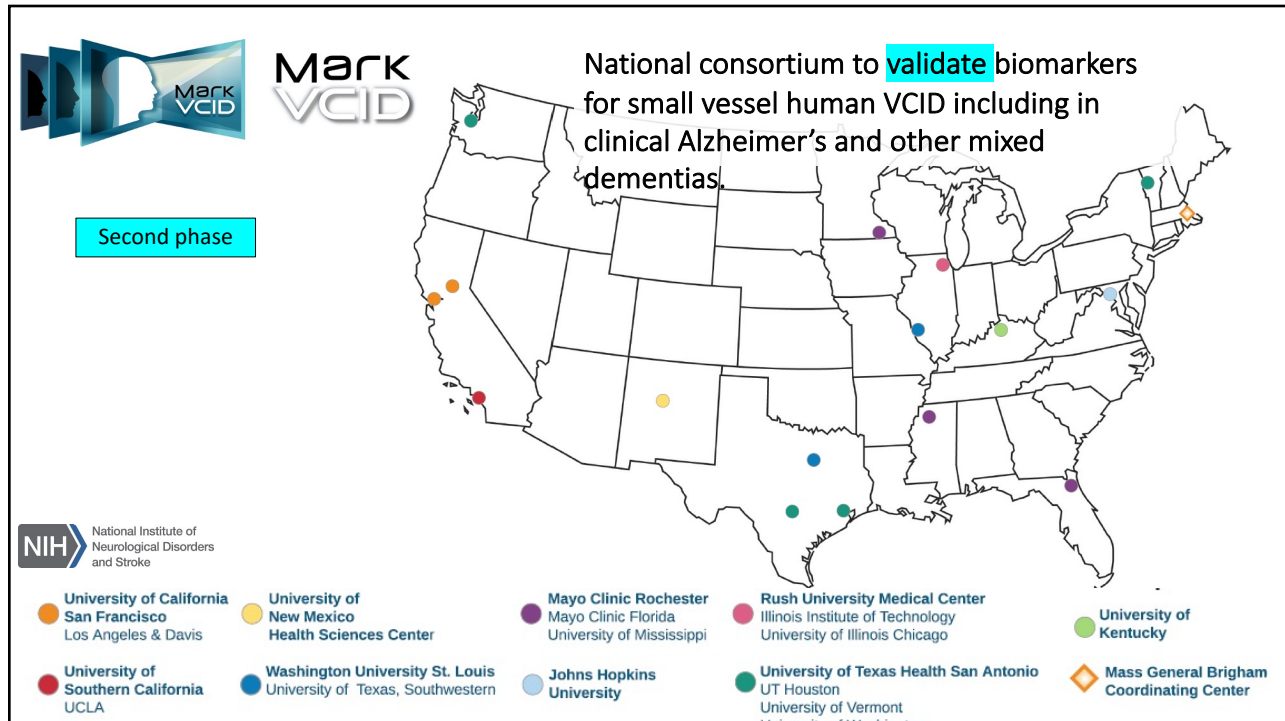 Mark
VCID
Mark
VCID
National consortium to validate biomarkers
for small vessel human VCID including in
clinical Alzheimer's and other mixed
dementias.
Second phase
NIH
National Institute of
Neurological Disorders
and Stroke
University of California
San Francisco
Los Angeles & Davis
University of
New Mexico
Health Sciences Center
Mayo Clinic Rochester
Mayo Clinic Florida
University of Mississippi
Rush University Medical Center
Illinois Institute of Technology
University of Illinois Chicago
University of
Kentucky
University of
Southern California
UCLA
Washington University St. Louis
University of Texas, Southwestern
Johns Hopkins
University
University of Texas Health San Antonio
UT Houston
University of Vermont
Mass General Brigham
Coordinating Center